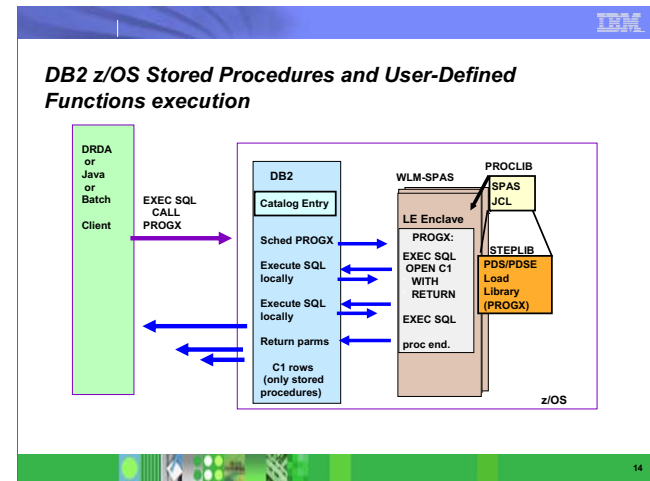 IBM
DB2 z/OS Stored Procedures and User-Defined
Functions execution
DRDA
or
Java
or
Batch
Client
EXEC SQL
CALL
PROGX
DB2
Catalog Entry
Sched PROGX
Execute SQL
locally
Execute SQL
locally
Return parms
C1 rows
(only stored
procedures)
WLM-SPAS
LE Enclave
PROGX:
EXEC SQL
OPEN C1
WITH
RETURN
EXEC SQL
proc end.
PROCLIB
SPAS
JCL
STEPLIB
PDS/PDSE
Load
Library
(PROGX)
z/OS
14